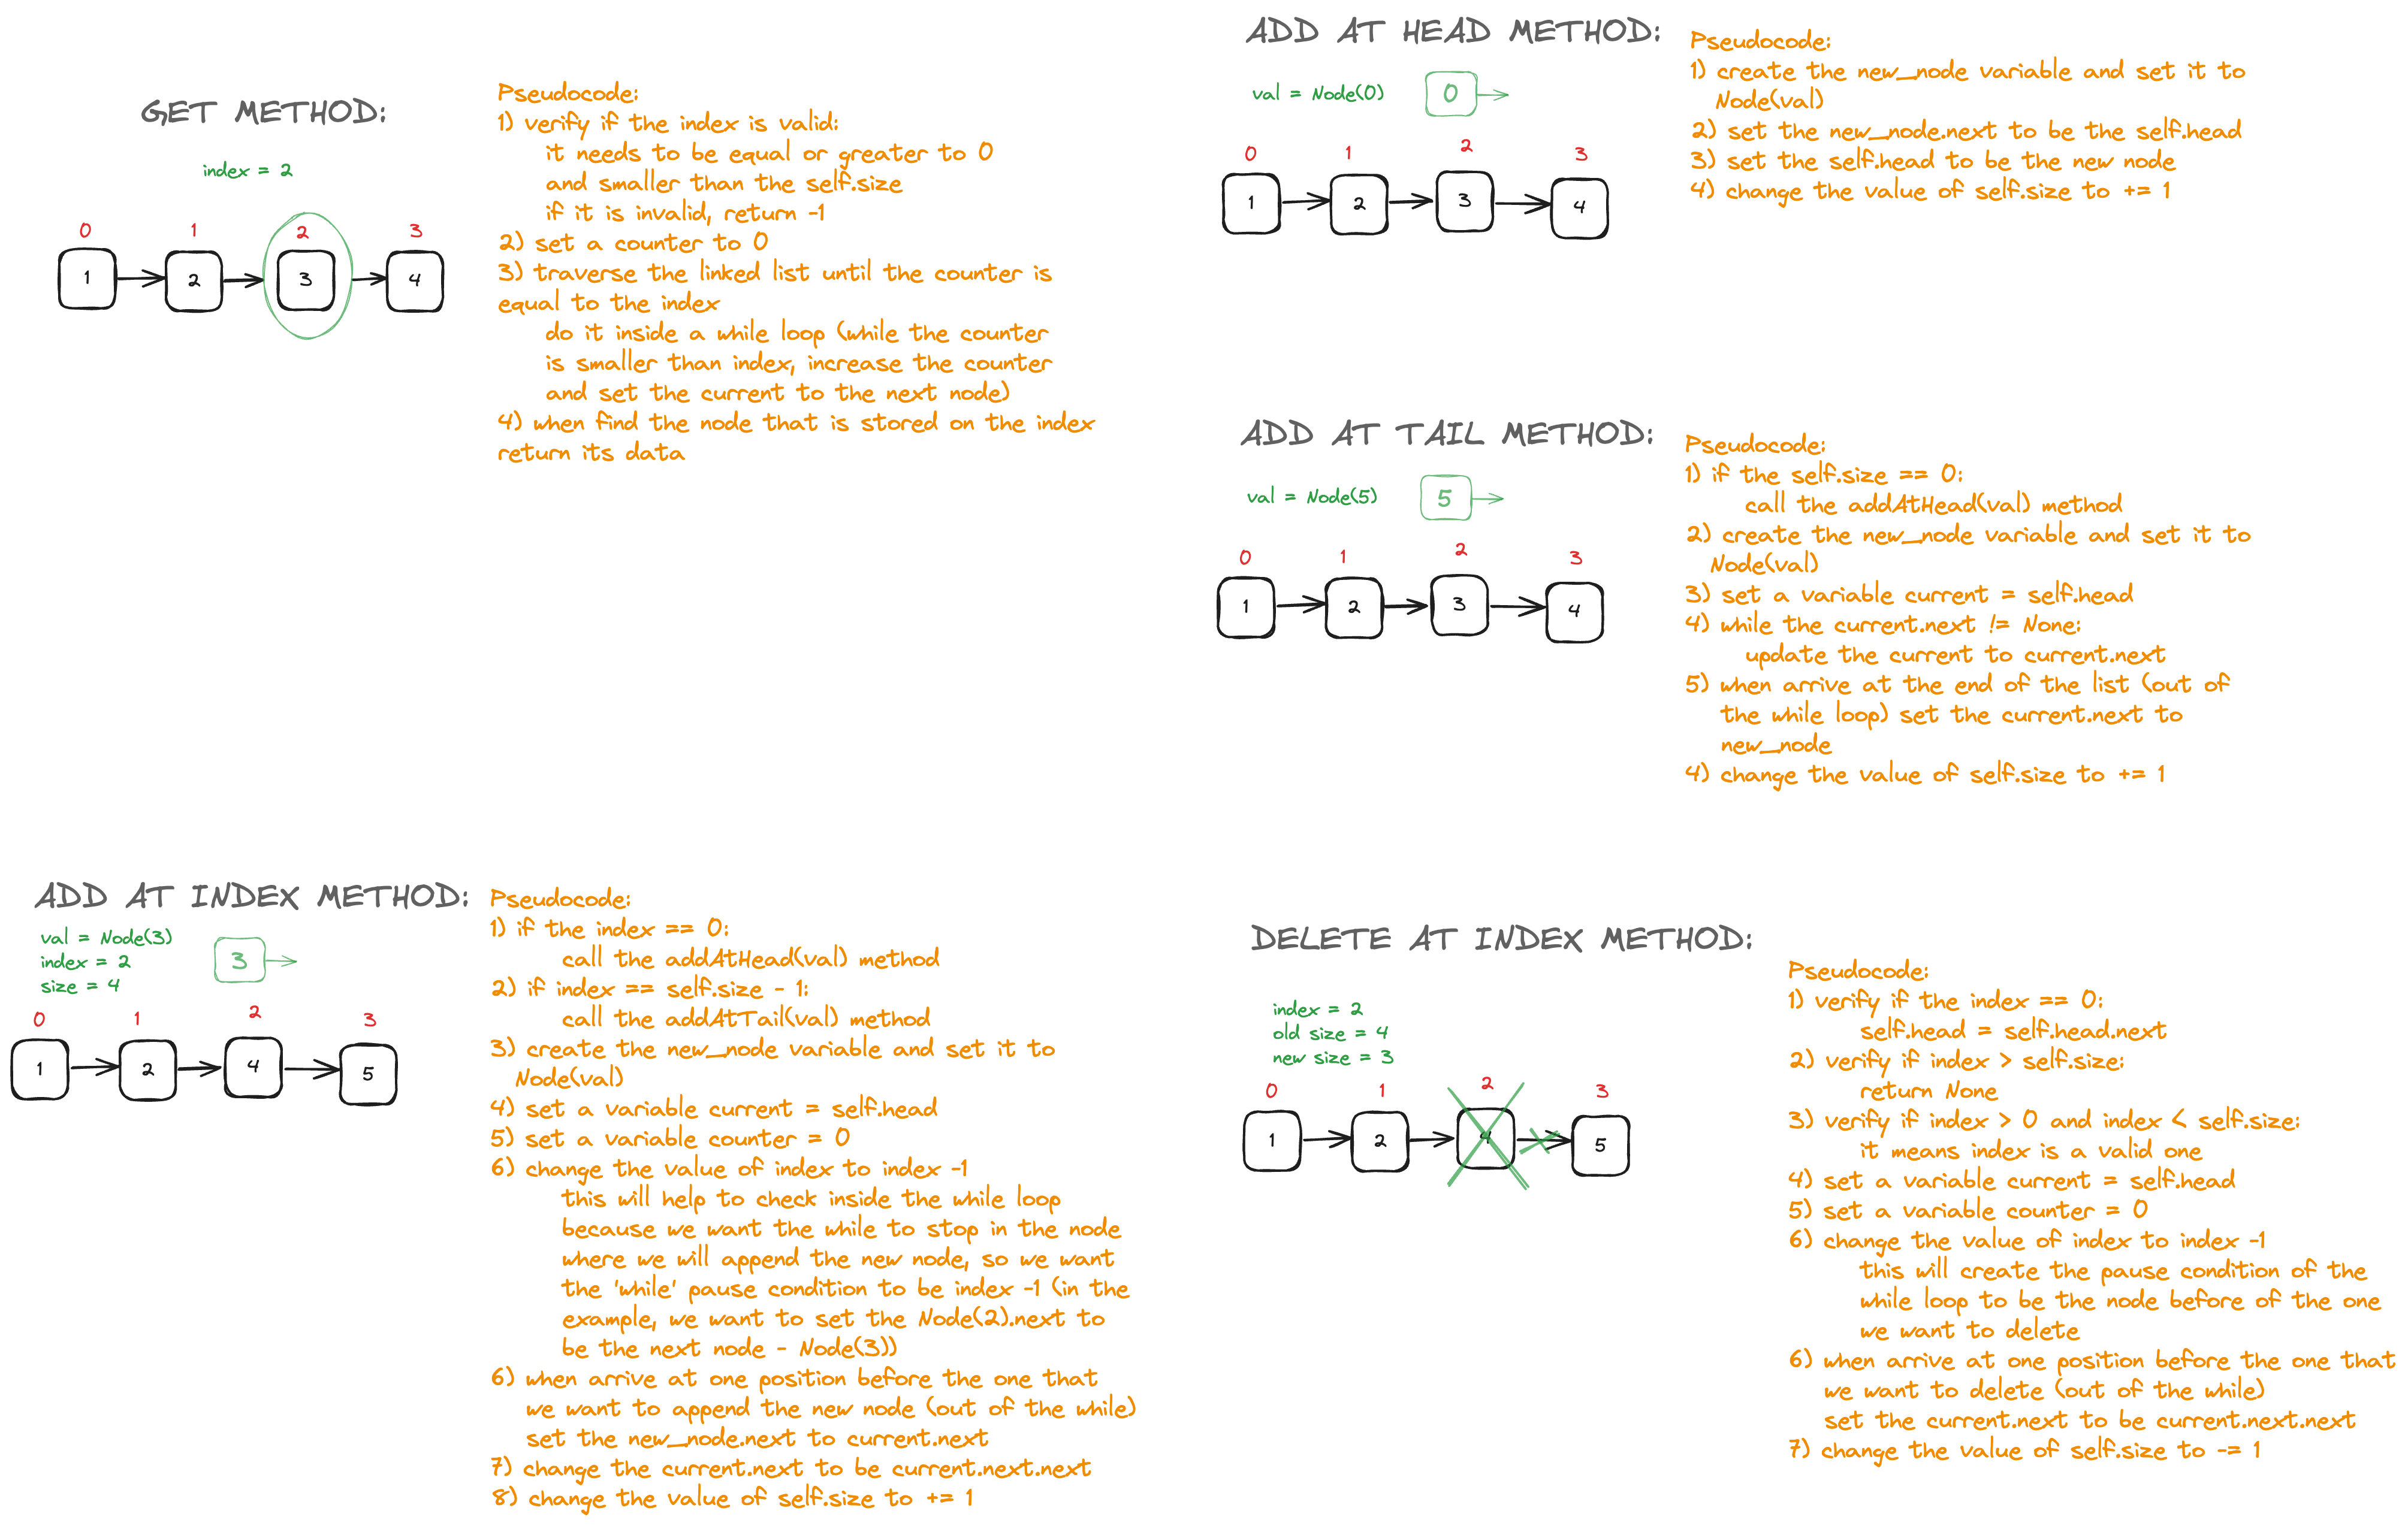 GET METHOD:
index = 2
0 1 2 3
1 2 3 4
Pseudocode:
1) verify if the index is valid:
it needs to be equal or greater to 0
and smaller than the self.size
if it is invalid, return -1
2) set a counter to 0
3) traverse the linked list until the counter is
equal to the index
do it inside a while loop (while the counter
is smaller than index, increase the counter
and set the current to the next node)
4) when find the node that is stored on the index
return its data
ADD AT HEAD METHOD:
val = Node(0) 0
0 1 2 3
1 2 3 4
Pseudocode:
1) create the new_node variable and set it to
Node(val)
2) set the new_node.next to be the self.head
3) set the self.head to be the new node
4) change the value of self.size to += 1
ADD AT TAIL METHOD:
val = Node(5) 5
0 1 2 3
1 2 3 4
Pseudocode:
1) if the self.size == 0:
call the addAtHead(val) method
2) create the new_node variable and set it to
Node(val)
3) set a variable current = self.head
4) while the current.next != None:
update the current to current.next
5) when arrive at the end of the list (out of
the while loop) set the current.next to
new_node
4) change the value of self.size to += 1
ADD AT INDEX METHOD:
val = Node(3) 3
index = 2
size = 4
0 1 2 3
1 2 4 5
Pseudocode:
1) if the index == 0:
call the addAtHead(val) method
2) if index == self.size - 1:
call the addAtTail(val) method
3) create the new_node variable and set it to
Node(val)
4) set a variable current = self.head
5) set a variable counter = 0
6) change the value of index to index -1
this will help to check inside the while loop
because we want the while to stop in the node
where we will append the new node, so we want
the 'while' pause condition to be index -1 (in the
example, we want to set the Node(2).next to
be the next node - Node(3))
6) when arrive at one position before the one that
we want to append the new node (out of the while)
set the new_node.next to current.next
7) change the current.next to be current.next.next
8) change the value of self.size to += 1
DELETE AT INDEX METHOD:
index = 2
old size = 4
new size = 3
0 1 2 3
1 2 4 5
Pseudocode:
1) verify if the index == 0:
self.head = self.head.next
2) verify if index > self.size:
return None
3) verify if index > 0 and index < self.size:
it means index is a valid one
4) set a variable current = self.head
5) set a variable counter = 0
6) change the value of index to index -1
this will create the pause condition of the
while loop to be the node before of the one
we want to delete
6) when arrive at one position before the one that
we want to delete (out of the while)
set the current.next to be current.next.next
7) change the value of self.size to -= 1